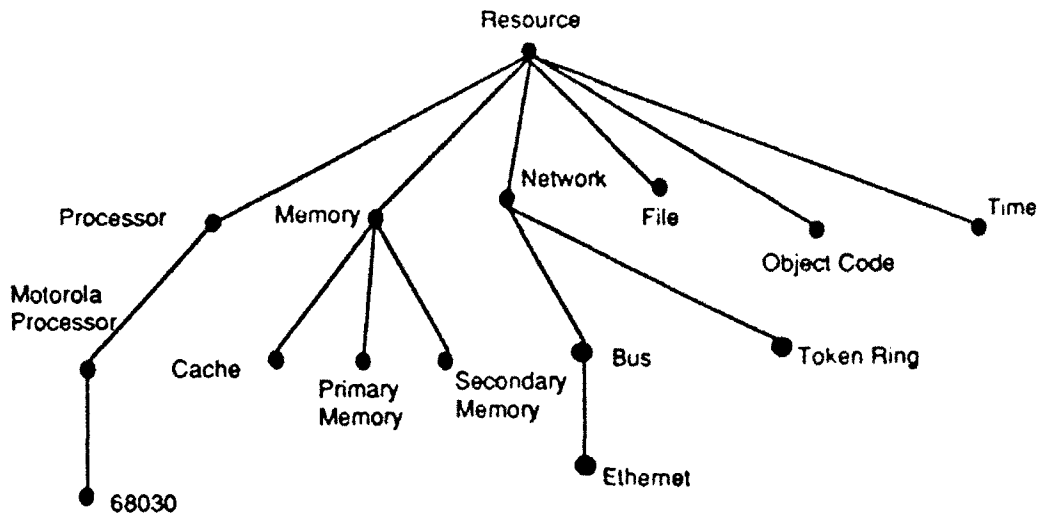 Resource
Processor
Memory
Network
File
Object Code
Time
Motorola
Processor
Cache
Primary
Memory
Secondary
Memory
Bus
Token Ring
68030
Ethernet